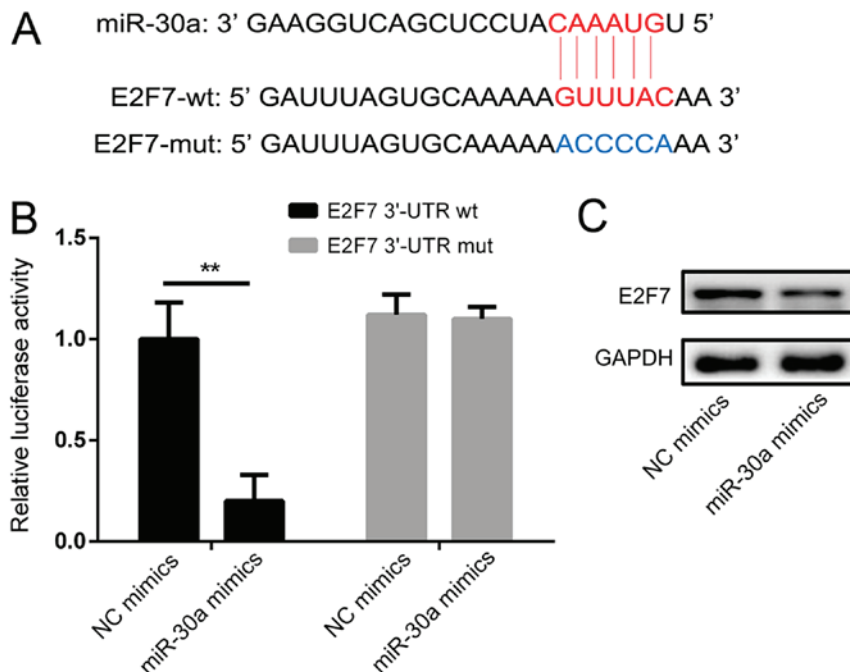 A
miR-30a: 3' GAAGGUCAGCUCCUACAAAUGU 5'
E2F7-wt: 5' GAUUUAGUGCAAAAAGUUUACAA 3'
E2F7-mut: 5' GAUUUAGUGCAAAAAACCCCAAA 3'
B
E2F7 3'-UTR wt
E2F7 3'-UTR mut
Relative luciferase activity
1.5
1.0
0.5
0.0
**
NC mimics
miR-30a mimics
NC mimics
miR-30a mimics
C
E2F7
GAPDH
NC mimics
miR-30a mimics